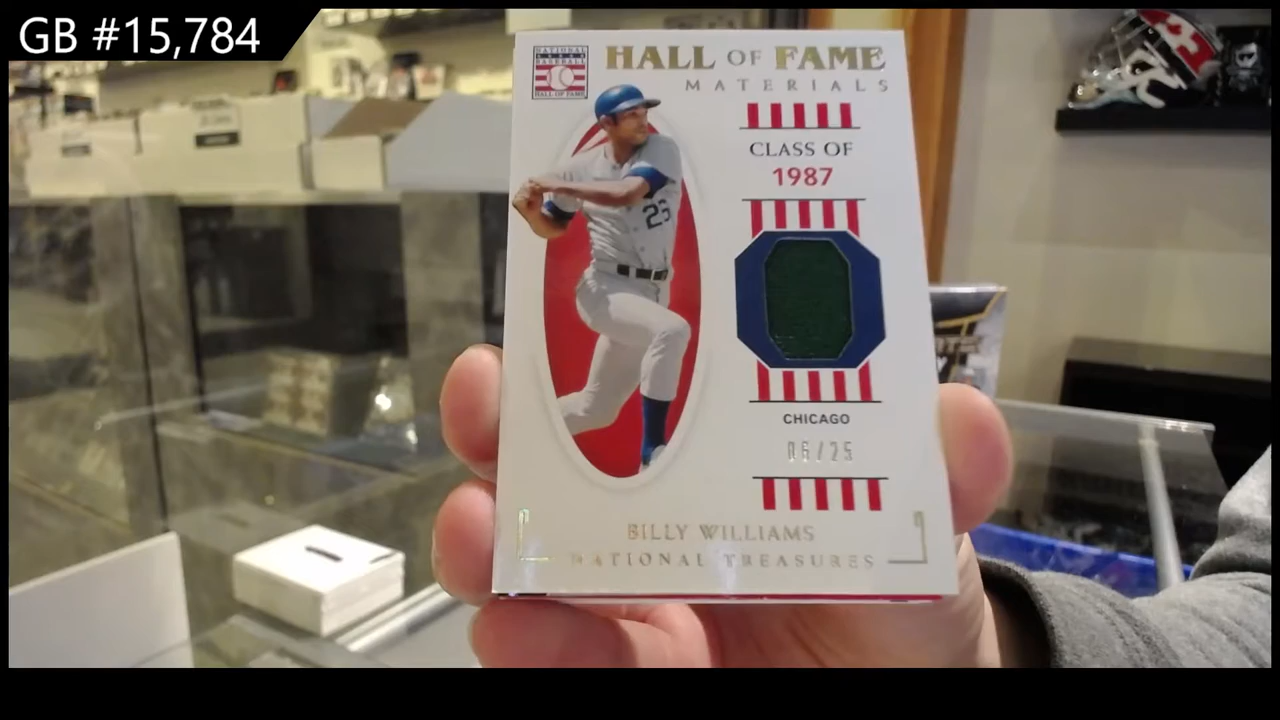 GB #15,784
NATIONAL
BASEBALL
HALL OF FAME
HALL OF FAME
MATERIALS
CLASS OF
1987
26
CHICAGO
06/25
BILLY WILLIAMS
NATIONAL TREASURES